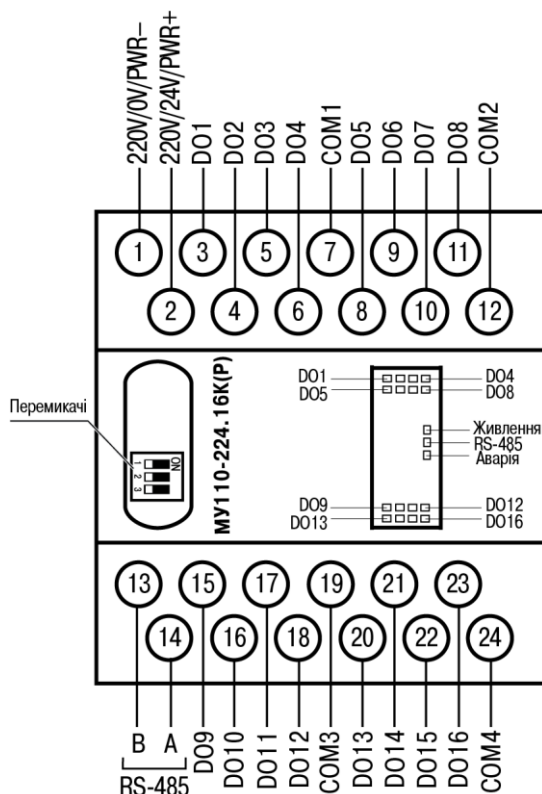 220V/0V/PWR–
220V/24V/PWR+
DO1
DO2
DO3
DO4
COM1
DO5
DO6
DO7
DO8
COM2
1
3
5
7
9
11
2
4
6
8
10
12
Перемикачі
ON
1
2
3
МУ110-224.16К(Р)
DO1
DO4
DO5
DO8
Живлення
RS-485
Аварія
DO9
DO12
DO13
DO16
13
15
17
19
21
23
14
16
18
20
22
24
B
A
RS-485
DO9
DO10
DO11
DO12
COM3
DO13
DO14
DO15
DO16
COM4